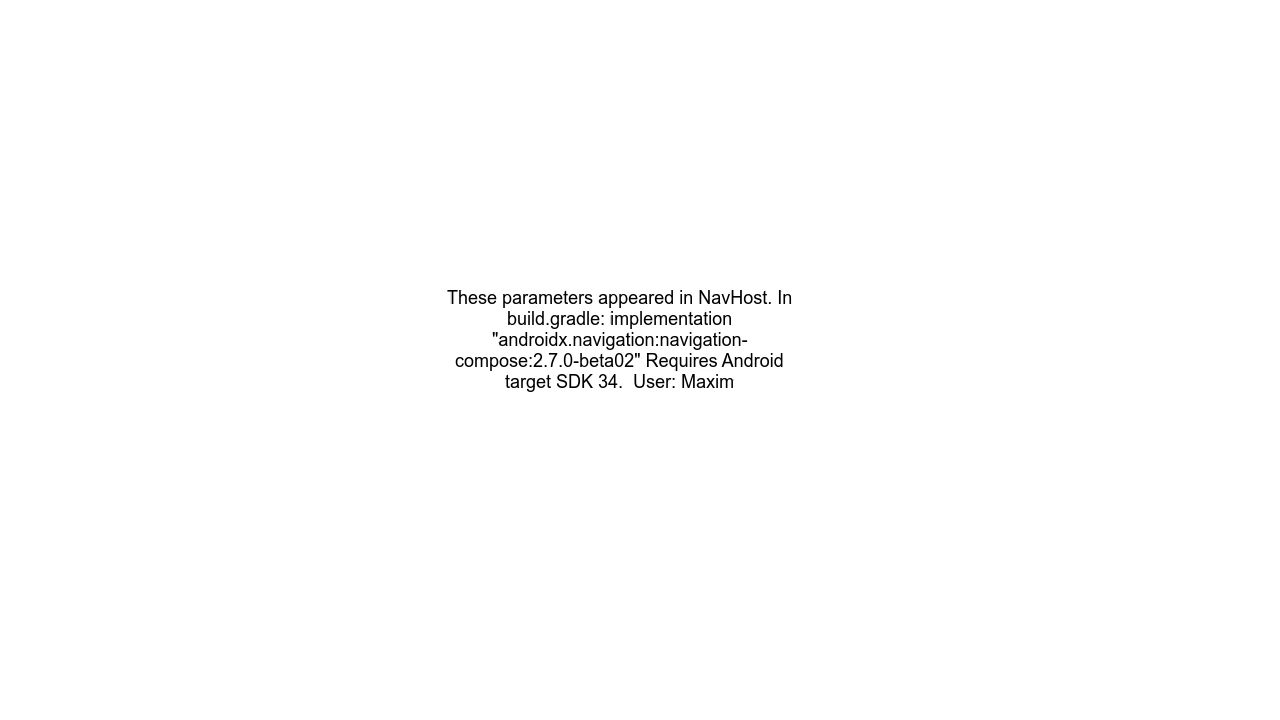 These parameters appeared in NavHost. In
build.gradle: implementation
"androidx.navigation:navigation-
compose:2.7.0-beta02" Requires Android
target SDK 34.  User: Maxim